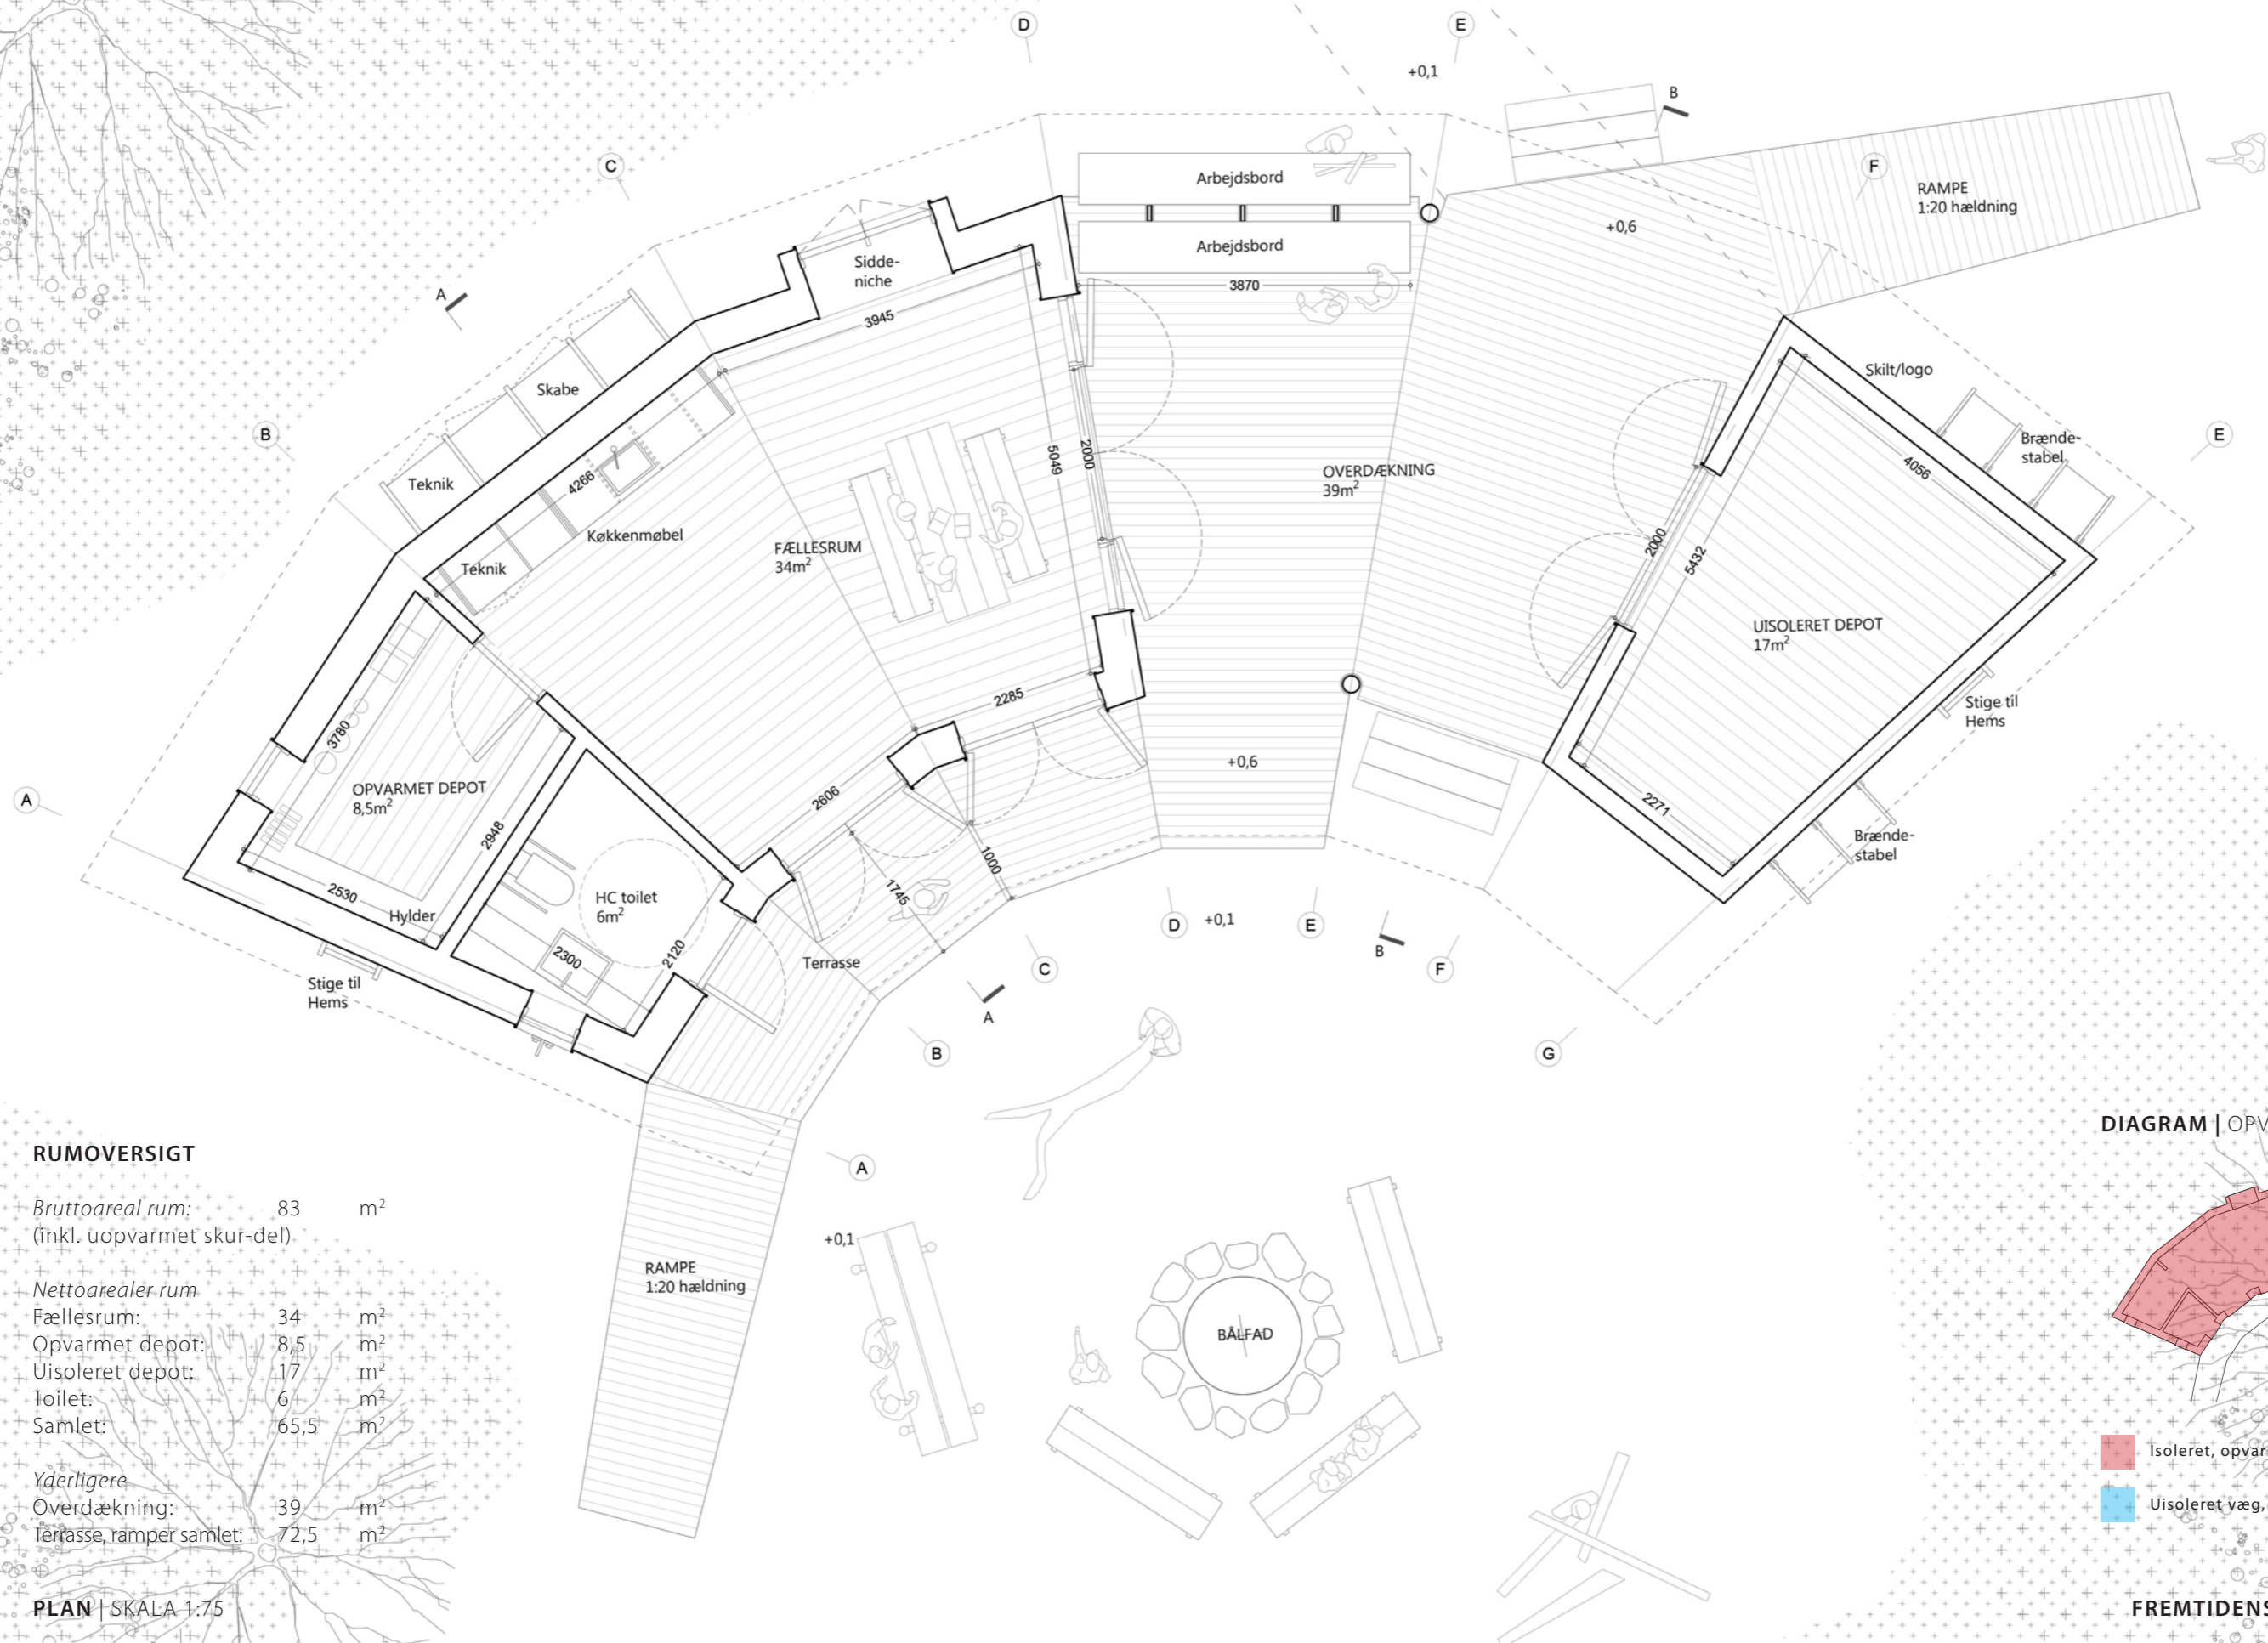 D
E
+0,1
B
C
F
Arbejdsbord
RAMPE
1:20 hældning
+0,6
Arbejdsbord
Sidde-
niche
A
3870
3945
Skilt/logo
Skabe
B
E
Brænde-
stabel
4056
5049
2000
OVERDÆKNING
39m²
4266
Teknik
Køkkenmøbel
FÆLLESRUM
34m²
2000
5432
Teknik
UISOLERET DEPOT
17m²
2285
Stige til
Hems
3780
+0,6
OPVARMET DEPOT
8,5m²
2606
2271
A
2948
1000
Brænde-
stabel
2530
Hylder
HC toilet
6m²
1745
D
+0,1
E
B
2120
2300
Terrasse
C
F
Stige til
Hems
A
B
G
A
DIAGRAM | OPV
RUMOVERSIGT
Bruttoareal rum: 83 m²
(inkl. uopvarmet skur-del)
Nettoarealer rum
Fællesrum: 34 m²
Opvarmet depot: 8,5 m²
Uisoleret depot: 17 m²
Toilet: 6 m²
Samlet: 65,5 m²
Yderligere
Overdækning: 39 m²
Terrasse, ramper samlet: 72,5 m²
+0,1
RAMPE
1:20 hældning
BÅLFAD
Isoleret, opvar
Uisoleret væg,
PLAN | SKALA 1:75
FREMTIDENS